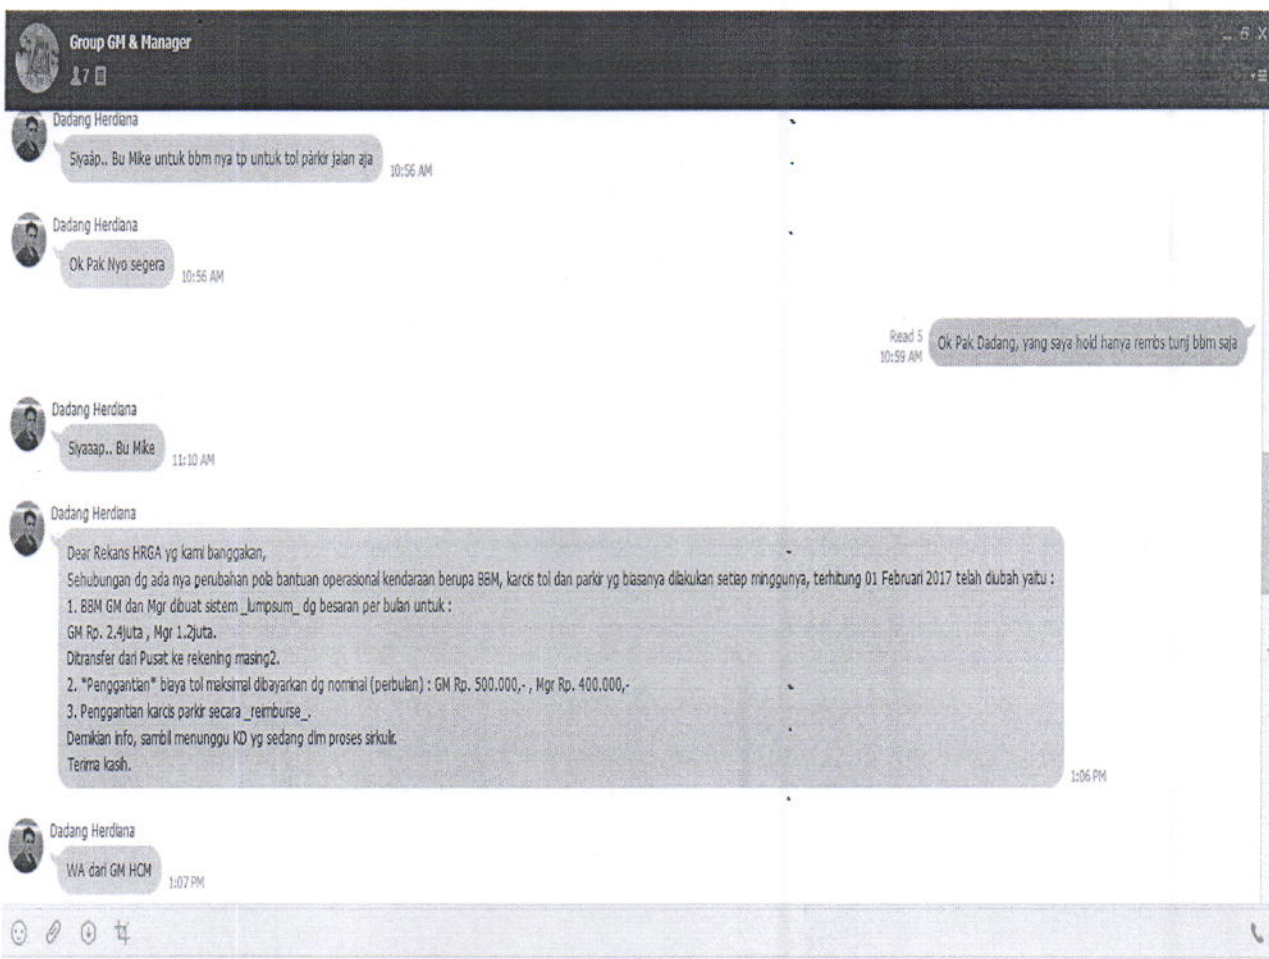 Group GM & Manager
7
Dadang Herdiana
Siyaap.. Bu Mike untuk bbm nya tp untuk tol parkir jalan aja
10:56 AM
Dadang Herdiana
Ok Pak Nyo segera
10:56 AM
Read 5
10:59 AM
Ok Pak Dadang, yang saya hold hanya rembs tunj bbm saja
Dadang Herdiana
Siyaaap.. Bu Mike
11:10 AM
Dadang Herdiana
Dear Rekans HRGA yg kami banggakan,
Sehubungan dg ada nya perubahan pola bantuan operasional kendaraan berupa BBM, karcis tol dan parkir yg biasanya dilakukan setiap minggunya, terhitung 01 Februari 2017 telah diubah yaitu :
1. BBM GM dan Mgr dibuat sistem _lumpsum_ dg besaran per bulan untuk :
GM Rp. 2.4juta , Mgr 1.2juta.
Ditransfer dari Pusat ke rekening masing2.
2. *Penggantian* biaya tol maksimal dibayarkan dg nominal (perbulan) : GM Rp. 500.000,- , Mgr Rp. 400.000,-
3. Penggantian karcis parkir secara _reimburse_.
Demikian info, sambil menunggu KD yg sedang dlm proses sirkulir.
Terima kasih.
1:06 PM
Dadang Herdiana
WA dari GM HCM
1:07 PM